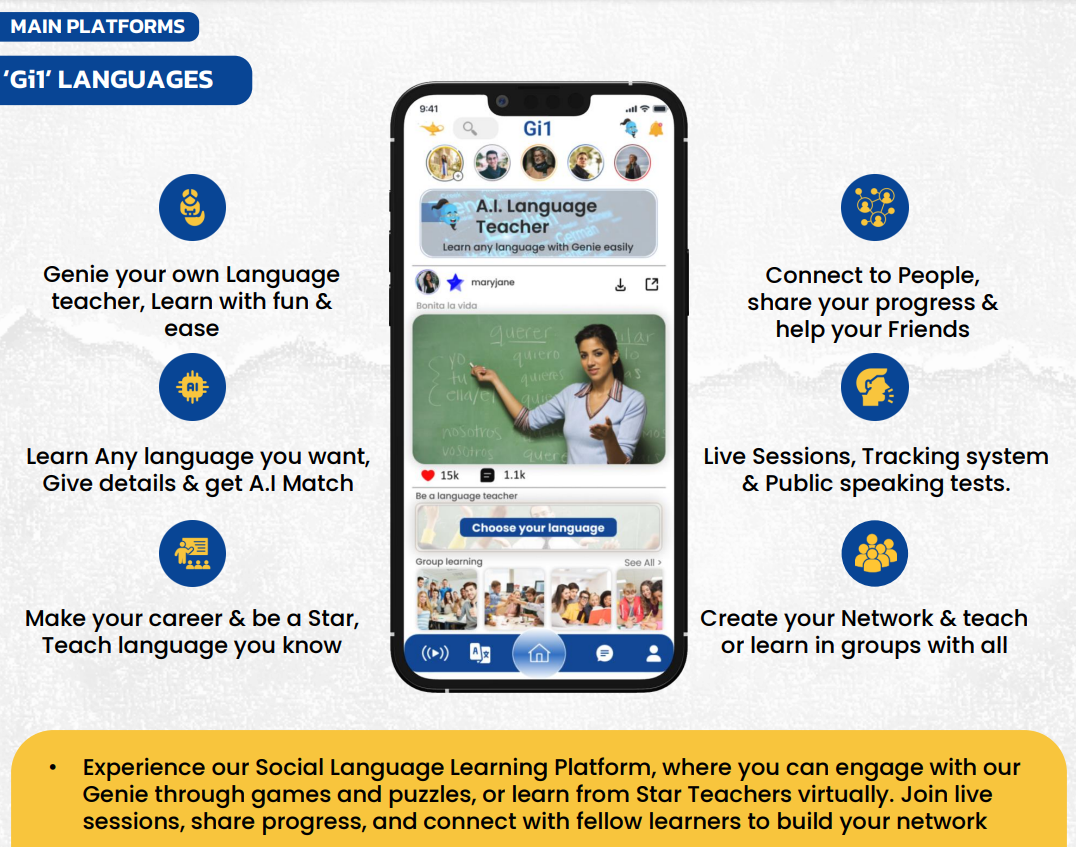 MAIN PLATFORMS
‘Gi1’ LANGUAGES
Genie your own Language
teacher, Learn with fun &
ease
AI
Learn Any language you want,
Give details & get A.I Match
Make your career & be a Star,
Teach language you know
9:41
Gi1
A.I. Language
Teacher
Learn any language with Genie easily
maryjane
Bonita la vida
querer
yo quiero
tu quieres
ella/el
nosotros
vosotros
15k
1.1k
Be a language teacher
Choose your language
Group learning
See All >
Connect to People,
share your progress &
help your Friends
Live Sessions, Tracking system
& Public speaking tests.
Create your Network & teach
or learn in groups with all
• Experience our Social Language Learning Platform, where you can engage with our
Genie through games and puzzles, or learn from Star Teachers virtually. Join live
sessions, share progress, and connect with fellow learners to build your network